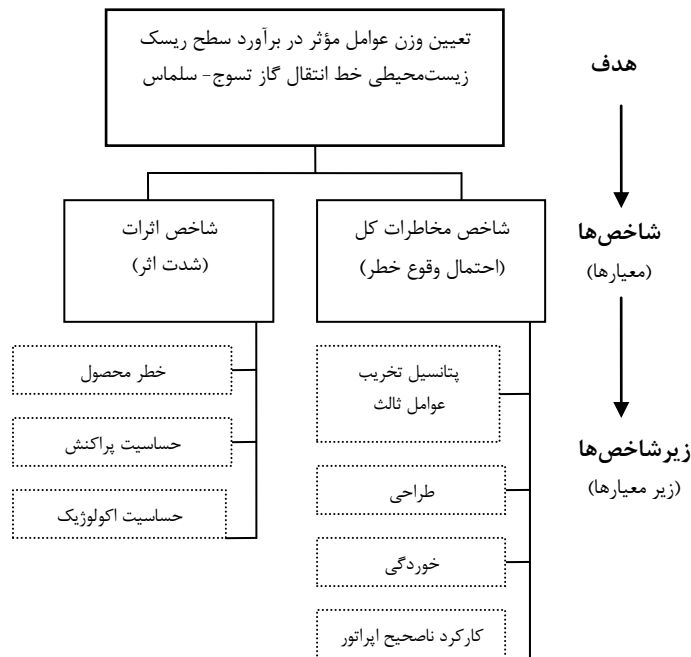 تعیین وزن عوامل مؤثر در برآورد سطح ریسک
زیست‌محیطی خط انتقال گاز تسوج- سلماس
هدف
شاخص مخاطرات کل
(احتمال وقوع خطر)
شاخص اثرات
(شدت اثر)
شاخص‌ها
(معیارها)
پتانسیل تخریب
عوامل ثالث
طراحی
خوردگی
کارکرد ناصحیح اپراتور
خطر محصول
حساسیت پراکنش
حساسیت اکولوژیک
زیرشاخص‌ها
(زیر معیارها)